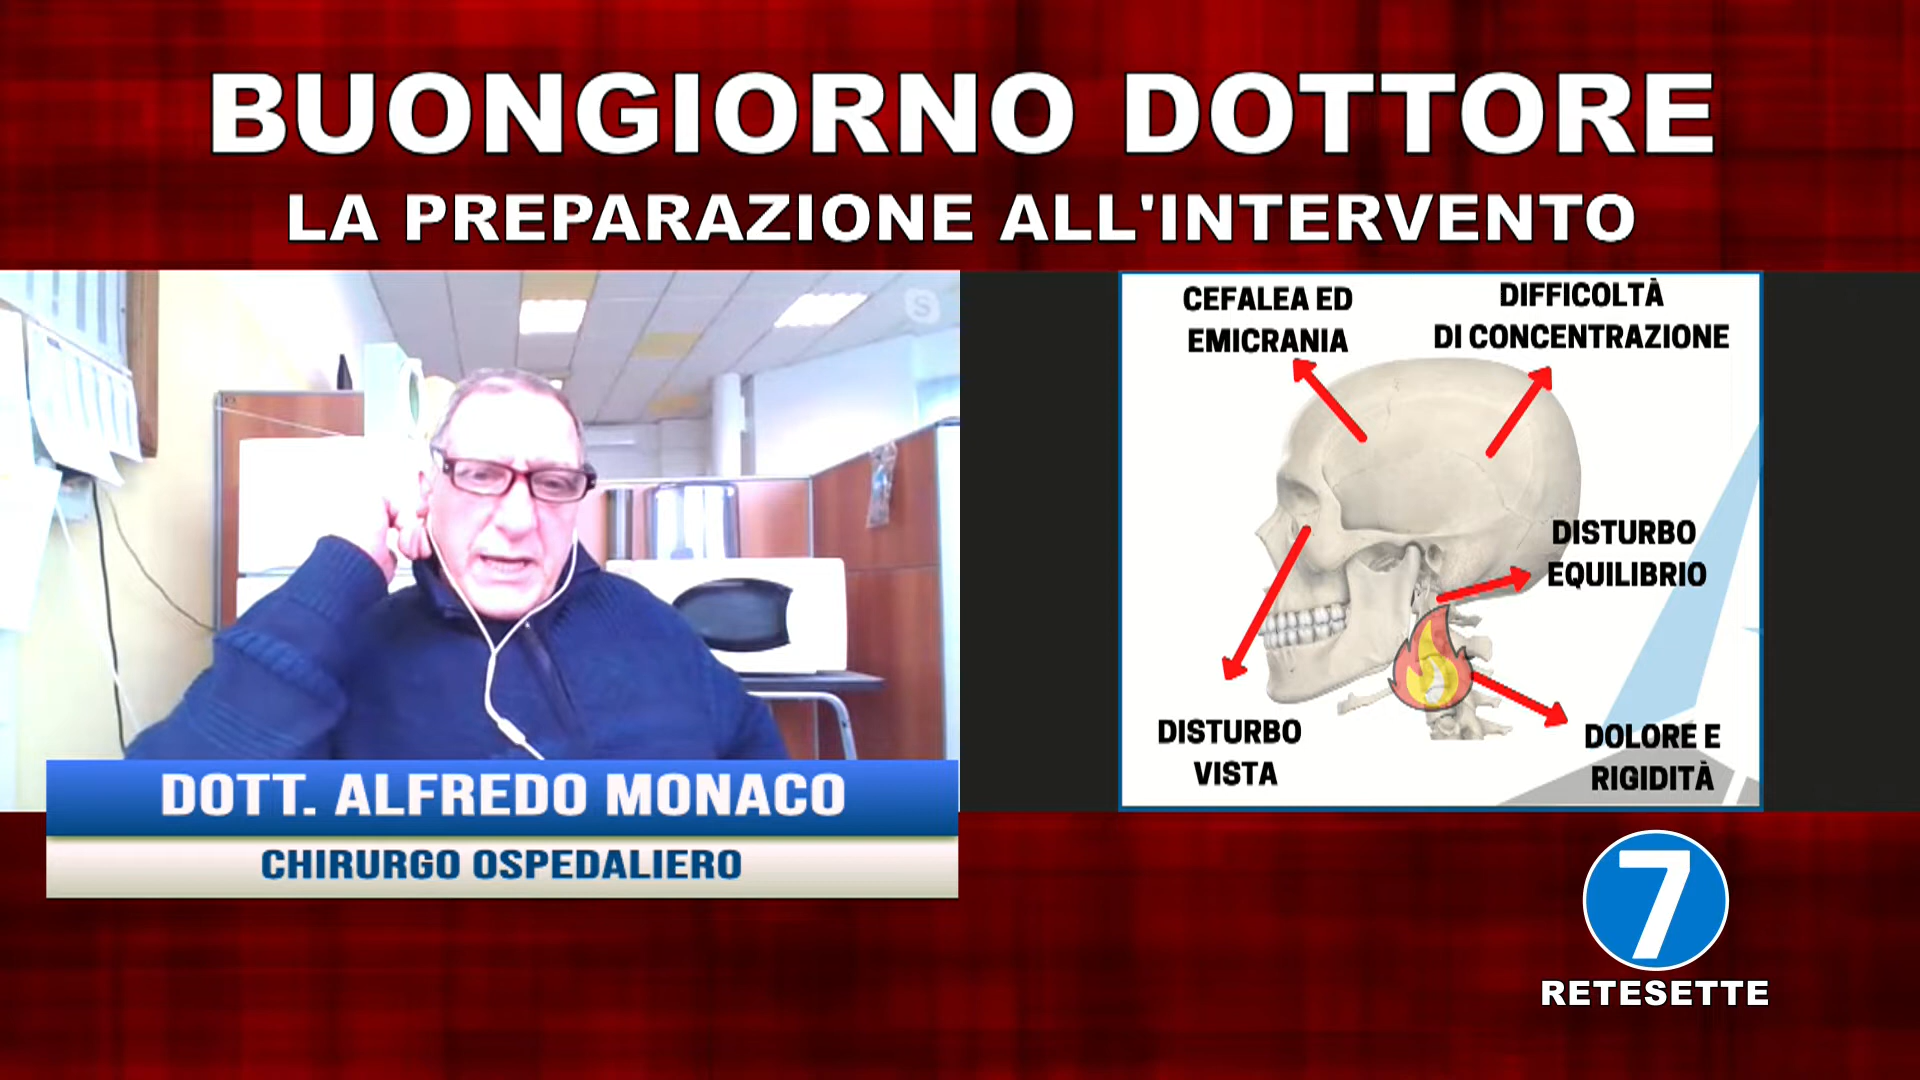 BUONGIORNO DOTTORE
LA PREPARAZIONE ALL'INTERVENTO
CEFALEA ED
EMICRANIA
DIFFICOLTÀ
DI CONCENTRAZIONE
DISTURBO
EQUILIBRIO
DISTURBO
VISTA
DOLORE E
RIGIDITÀ
DOTT. ALFREDO MONACO
CHIRURGO OSPEDALIERO
7
RETESETTE